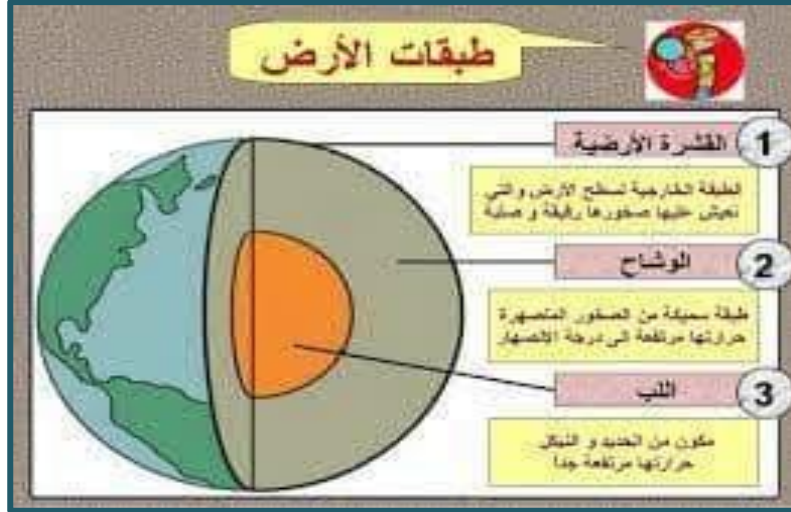 طبقات الأرض
1 القشرة الأرضية
الطبقة الخارجية لسطح الأرض والتي
نعيش عليها صخورها رقيقة و صلبة
2 الوشاح
طبقة سميكة من الصخور المنصهرة
حرارتها مرتفعة الى درجة الانصهار
3 اللب
مكون من الحديد و النيكل
حرارتها مرتفعة جدا